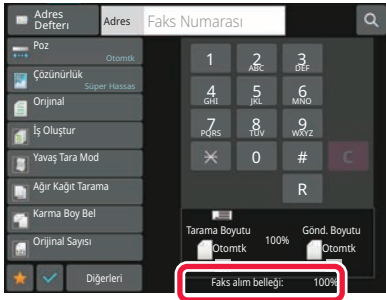 Adres
Defteri
Adres
Faks Numarası
Poz
Otomtk
Çözünürlük
Süper Hassas
Orijinal
İş Oluştur
Yavaş Tara Mod
Ağır Kağıt Tarama
Karma Boy Bel
Orijinal Sayısı
Diğerleri
1
2
ABC
3
DEF
4
GHI
5
JKL
6
MNO
7
PQRS
8
TUV
9
WXYZ
0
#
C
R
Tarama Boyutu
Otomtk
100%
Gönd. Boyutu
Otomtk
Faks alım belleği: 100%